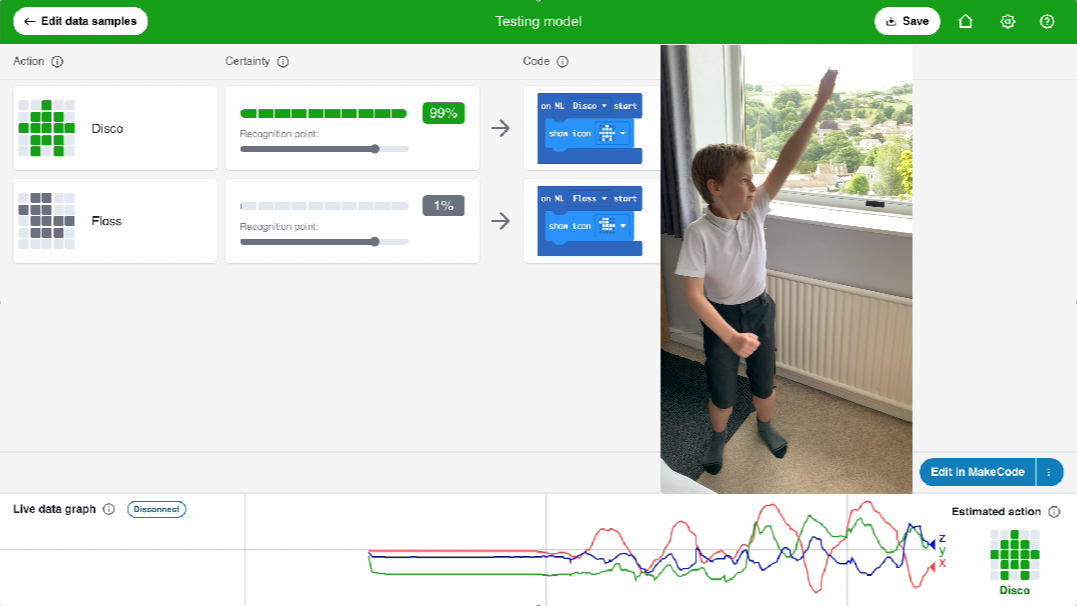 Edit data samples
Testing model
Save
Action
Certainty
Code
Disco
99%
Recognition point:
on ML Disco start
show icon
Floss
1%
Recognition point:
on ML Floss start
show icon
Edit in MakeCode
Live data graph
Disconnect
Estimated action
z
y
x
Disco